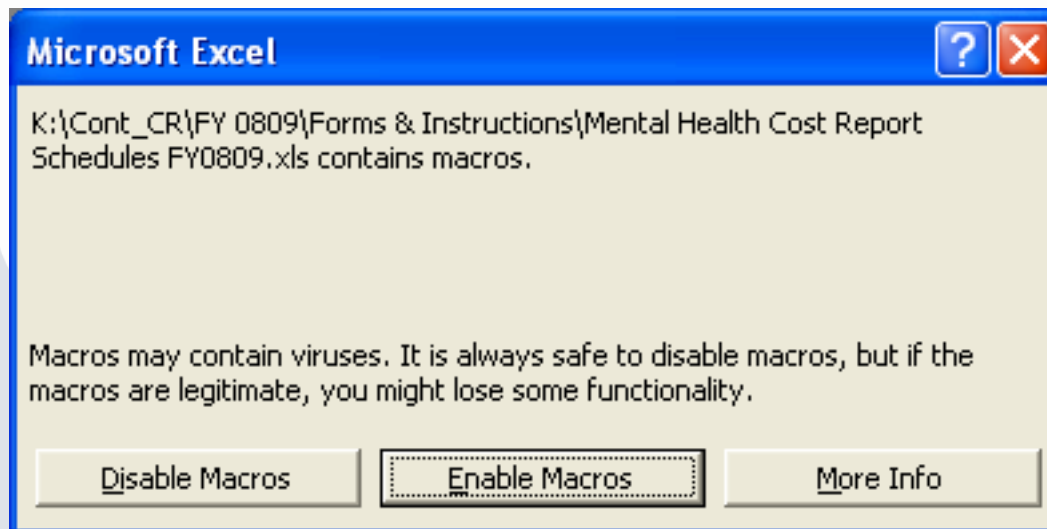 Microsoft Excel
K:\Cont_CR\FY 0809\Forms & Instructions\Mental Health Cost Report
Schedules FY0809.xls contains macros.
Macros may contain viruses. It is always safe to disable macros, but if the
macros are legitimate, you might lose some functionality.
Disable Macros Enable Macros More Info